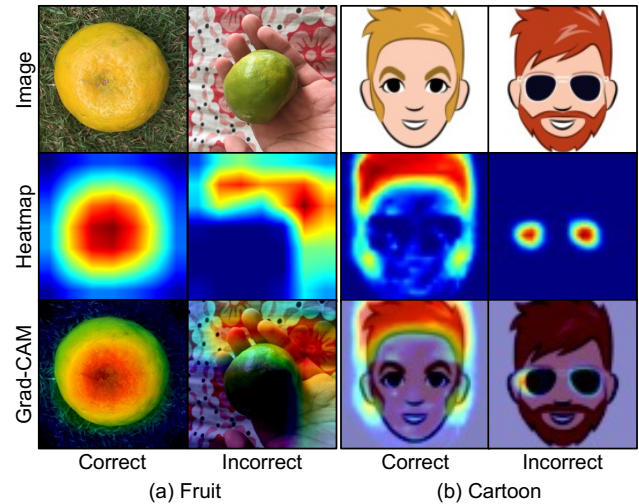 Image
Heatmap
Grad-CAM
Correct
Incorrect
Correct
Incorrect
(a) Fruit
(b) Cartoon